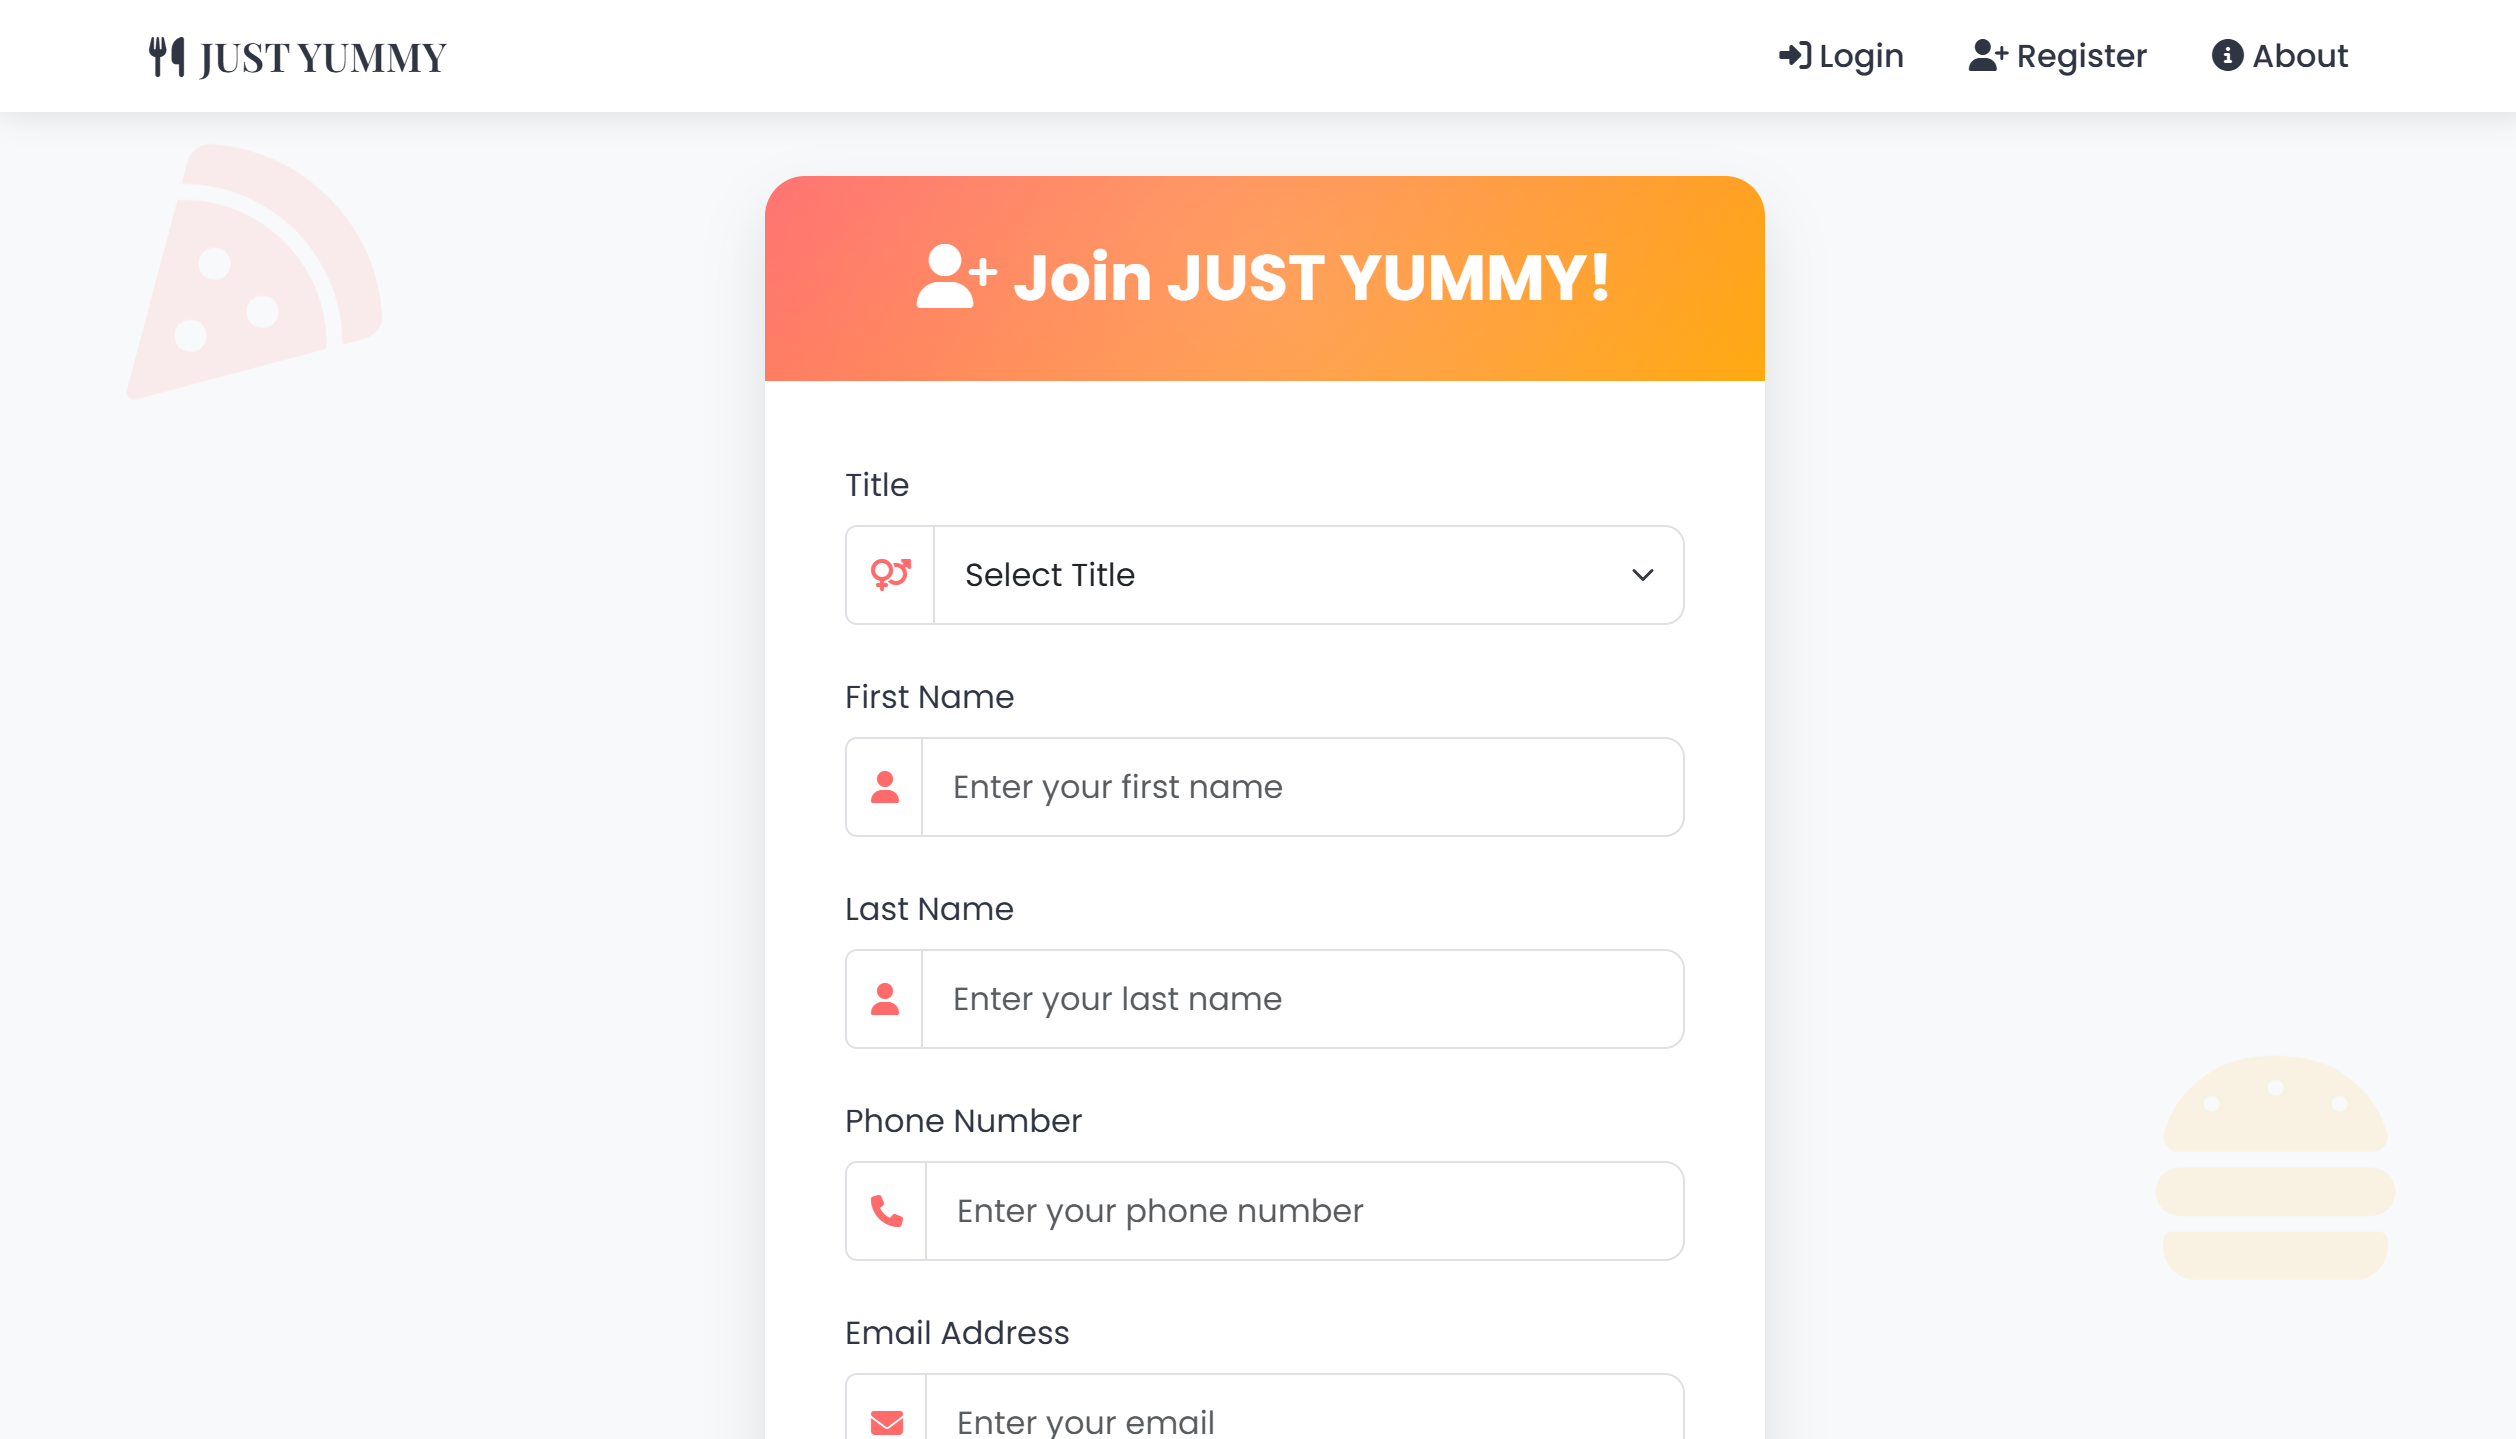 JUST YUMMY
Login Register About
Join JUST YUMMY!
Title
Select Title
First Name
Enter your first name
Last Name
Enter your last name
Phone Number
Enter your phone number
Email Address
Enter your email